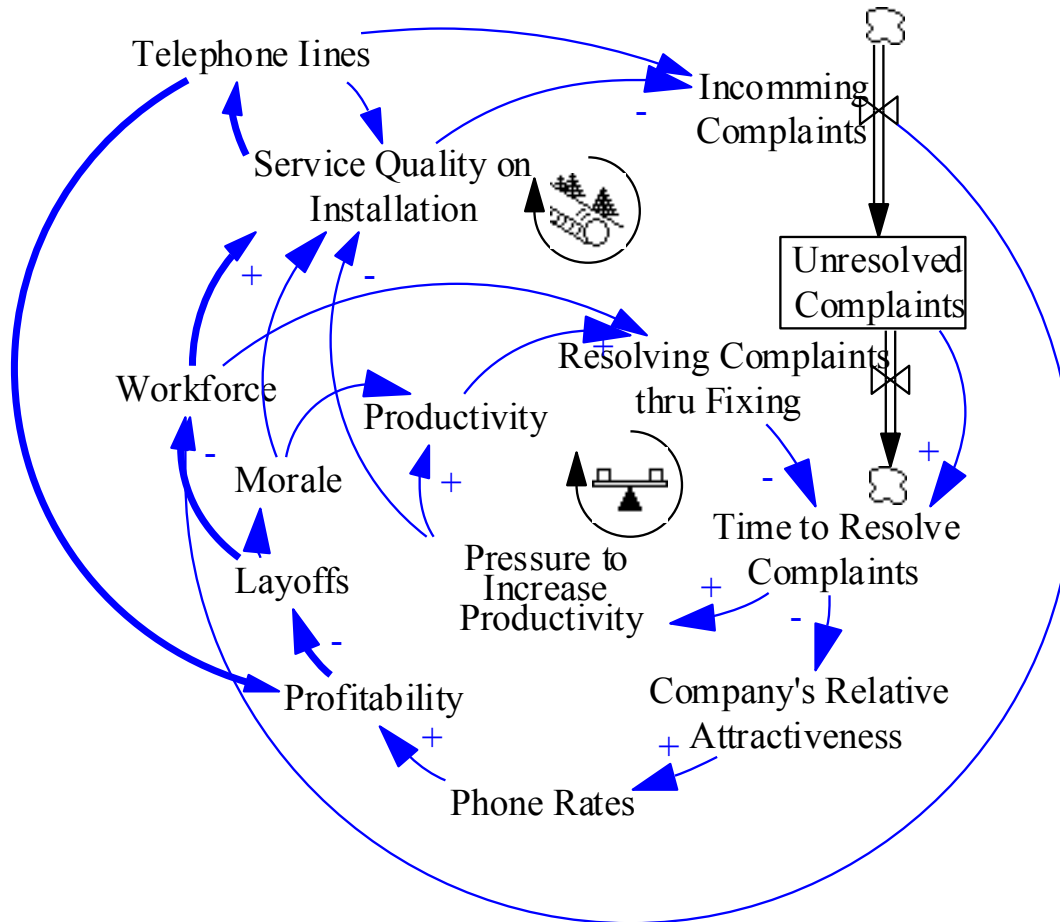 Telephone lines
Incomming
Complaints
-
Service Quality on
Installation
Unresolved
Complaints
+
-
+
Resolving Complaints
thru Fixing
Workforce
Productivity
-
+
-
+
Morale
Time to Resolve
Complaints
Pressure to
Increase
Productivity
Layoffs
+
-
-
Profitability
Company's Relative
Attractiveness
+
+
Phone Rates